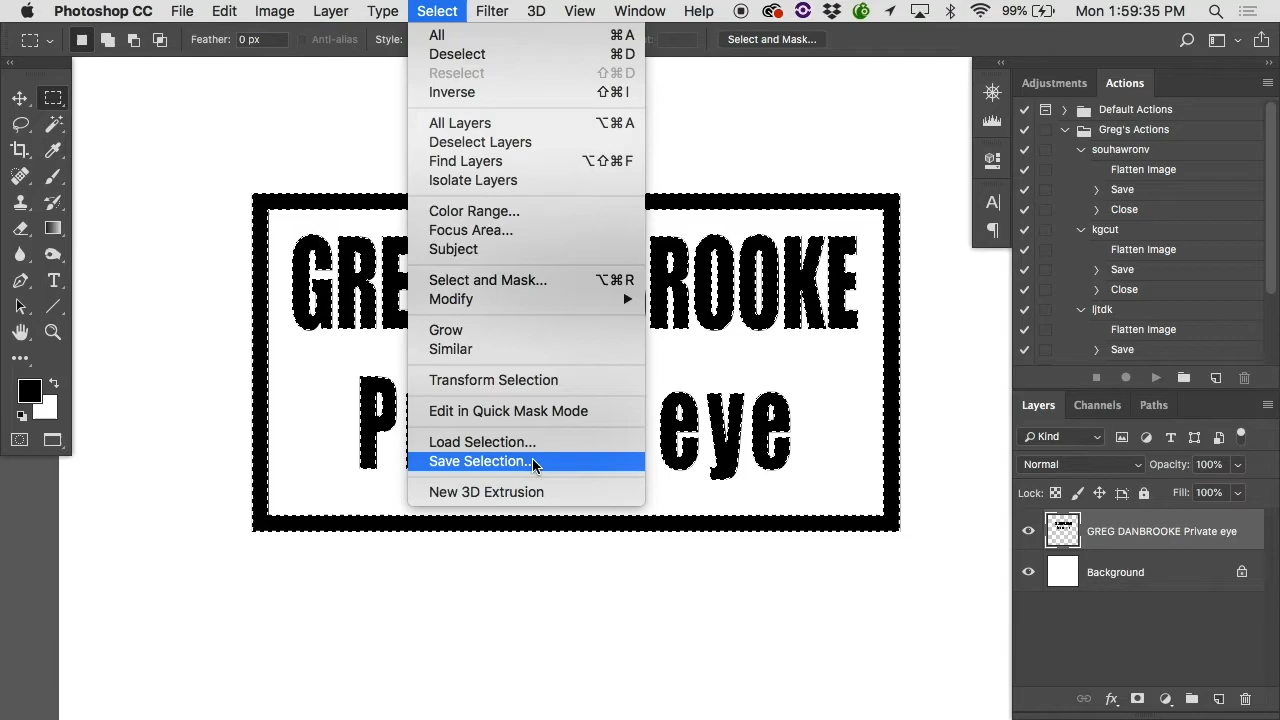 Photoshop CC File Edit Image Layer Type Select Filter 3D View Window Help 99% Mon 1:59:35 PM
Feather: 0 px Anti-alias Style: Select and Mask...
All ⌘A
Deselect ⌘D
Reselect ⇧⌘D
Inverse ⇧⌘I
All Layers ⌥⌘A
Deselect Layers
Find Layers ⌥⇧⌘F
Isolate Layers
Color Range...
Focus Area...
Subject
Select and Mask... ⌥⌘R
Modify
Grow
Similar
Transform Selection
Edit in Quick Mask Mode
Load Selection...
Save Selection...
New 3D Extrusion
GRE ROOKE
P eye
Adjustments Actions
Default Actions
Greg's Actions
souhawronv
Flatten Image
Save
Close
kgcut
Flatten Image
Save
Close
ljtdk
Flatten Image
Save
Layers Channels Paths
Kind
Normal Opacity: 100%
Lock: Fill: 100%
GREG DANBROOKE Private eye
Background
fx